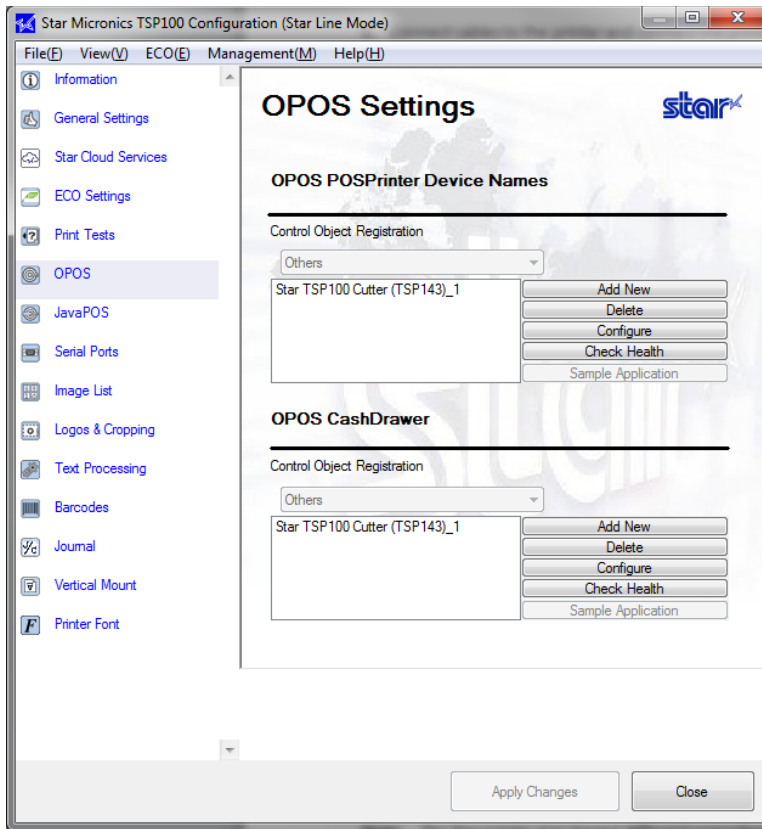 Star Micronics TSP100 Configuration (Star Line Mode)
File(F) View(V) ECO(E) Management(M) Help(H)
Information
General Settings
Star Cloud Services
ECO Settings
Print Tests
OPOS
JavaPOS
Serial Ports
Image List
Logos & Cropping
Text Processing
Barcodes
Journal
Vertical Mount
Printer Font
OPOS Settings
star
OPOS POSPrinter Device Names
Control Object Registration
Others
Star TSP100 Cutter (TSP143)_1
Add New
Delete
Configure
Check Health
Sample Application
OPOS CashDrawer
Control Object Registration
Others
Star TSP100 Cutter (TSP143)_1
Add New
Delete
Configure
Check Health
Sample Application
Apply Changes
Close